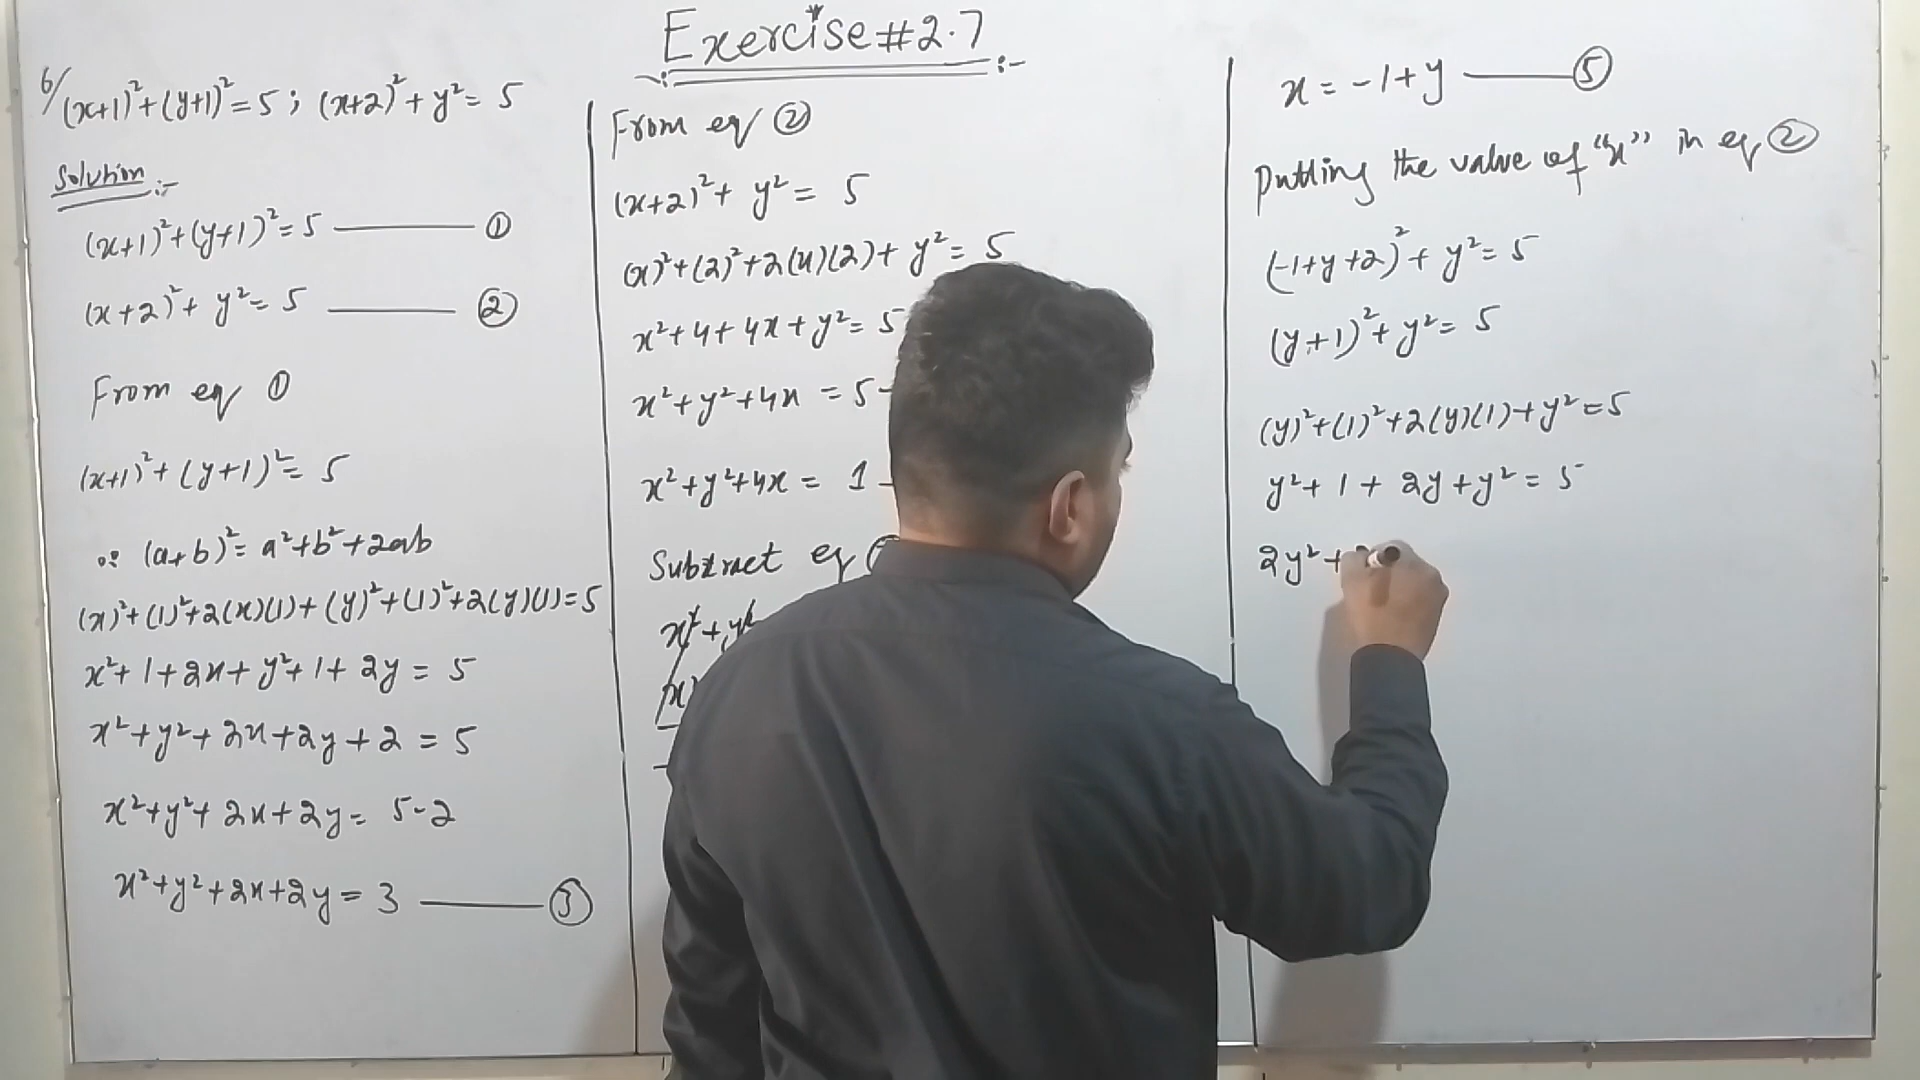 Exercise#2.7
6/ (x+1)²+(y+1)²=5; (x+2)²+y²=5
Solution:-
(x+1)²+(y+1)²=5 ——— ①
(x+2)²+y²=5 ——— ②
From eq ①
(x+1)²+(y+1)²=5
∵ (a+b)²=a²+b²+2ab
(x)²+(1)²+2(x)(1)+(y)²+(1)²+2(y)(1)=5
x²+1+2x+y²+1+2y=5
x²+y²+2x+2y+2=5
x²+y²+2x+2y=5-2
x²+y²+2x+2y=3 ——— ③
From eq ②
(x+2)²+y²=5
(x)²+(2)²+2(x)(2)+y²=5
x²+4+4x+y²=5
x²+y²+4x=5-
x²+y²+4x=1
Subtract eq
x²+y²
x=-1+y ——— ⑤
putting the value of "x" in eq ②
(-1+y+2)²+y²=5
(y+1)²+y²=5
(y)²+(1)²+2(y)(1)+y²=5
y²+1+2y+y²=5
2y²+